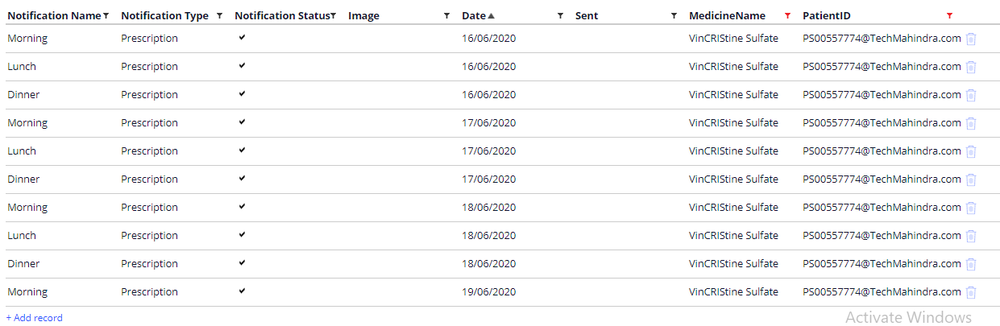 Notification Name Notification Type Notification Status Image Date Sent MedicineName PatientID
Morning Prescription 16/06/2020 VinCRIStine Sulfate PS00557774@TechMahindra.com
Lunch Prescription 16/06/2020 VinCRIStine Sulfate PS00557774@TechMahindra.com
Dinner Prescription 16/06/2020 VinCRIStine Sulfate PS00557774@TechMahindra.com
Morning Prescription 17/06/2020 VinCRIStine Sulfate PS00557774@TechMahindra.com
Lunch Prescription 17/06/2020 VinCRIStine Sulfate PS00557774@TechMahindra.com
Dinner Prescription 17/06/2020 VinCRIStine Sulfate PS00557774@TechMahindra.com
Morning Prescription 18/06/2020 VinCRIStine Sulfate PS00557774@TechMahindra.com
Lunch Prescription 18/06/2020 VinCRIStine Sulfate PS00557774@TechMahindra.com
Dinner Prescription 18/06/2020 VinCRIStine Sulfate PS00557774@TechMahindra.com
Morning Prescription 19/06/2020 VinCRIStine Sulfate PS00557774@TechMahindra.com
+ Add record
Activate Windows